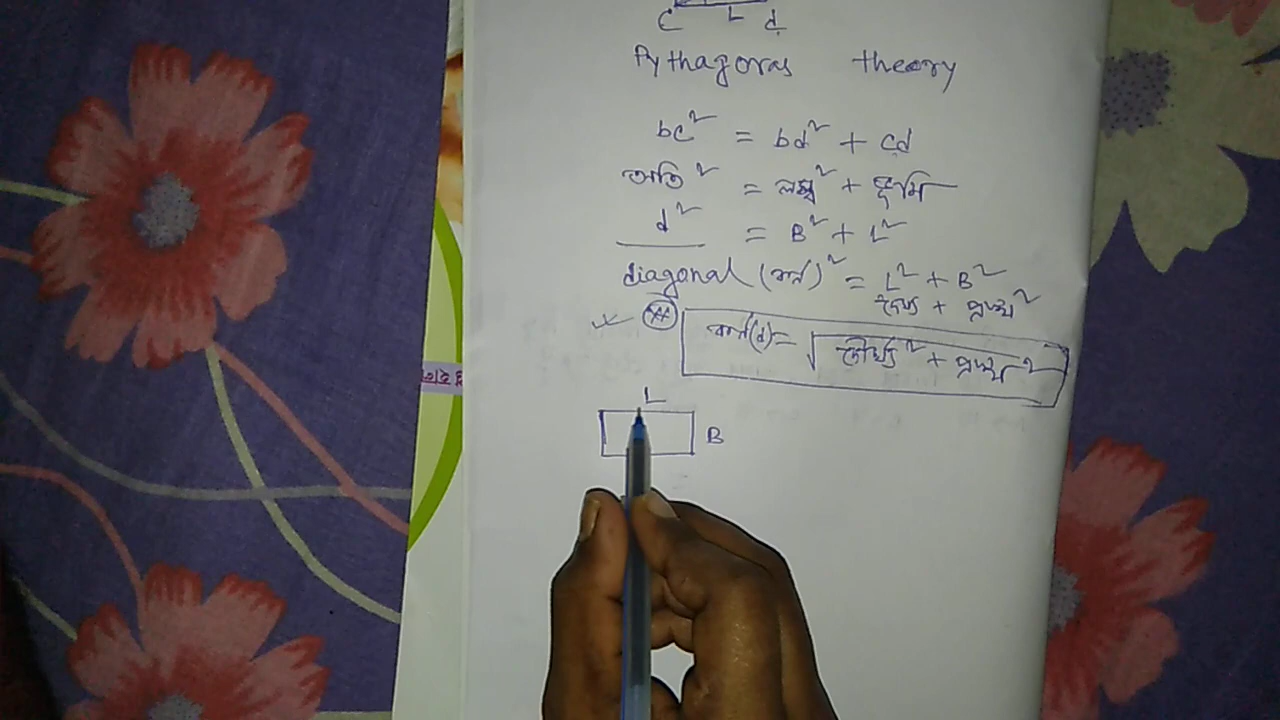 C L d
Pythagoras theory
bc² = bd² + cd
অতি² = লম্ব² + ভূমি
d² = B² + L²
diagonal (কর্ন)² = L² + B²
দৈর্ঘ্য + প্রস্থ²
কর্ন(d) = √দৈর্ঘ্য² + প্রস্থ²
L
B